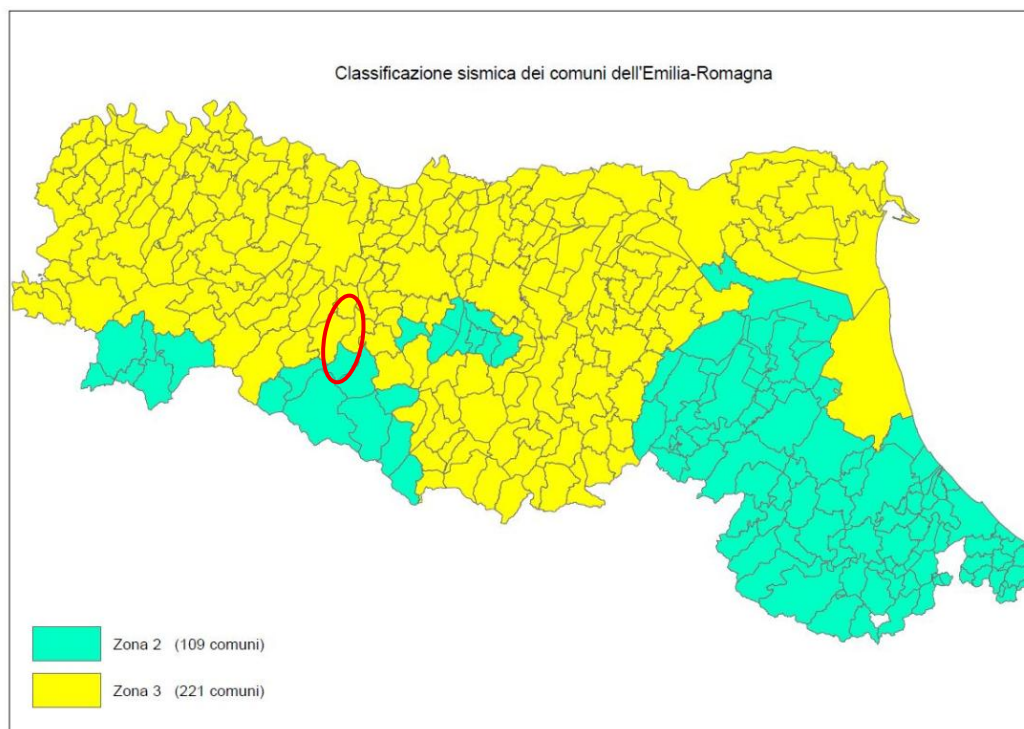 Classificazione sismica dei comuni dell'Emilia-Romagna
Zona 2 (109 comuni)
Zona 3 (221 comuni)